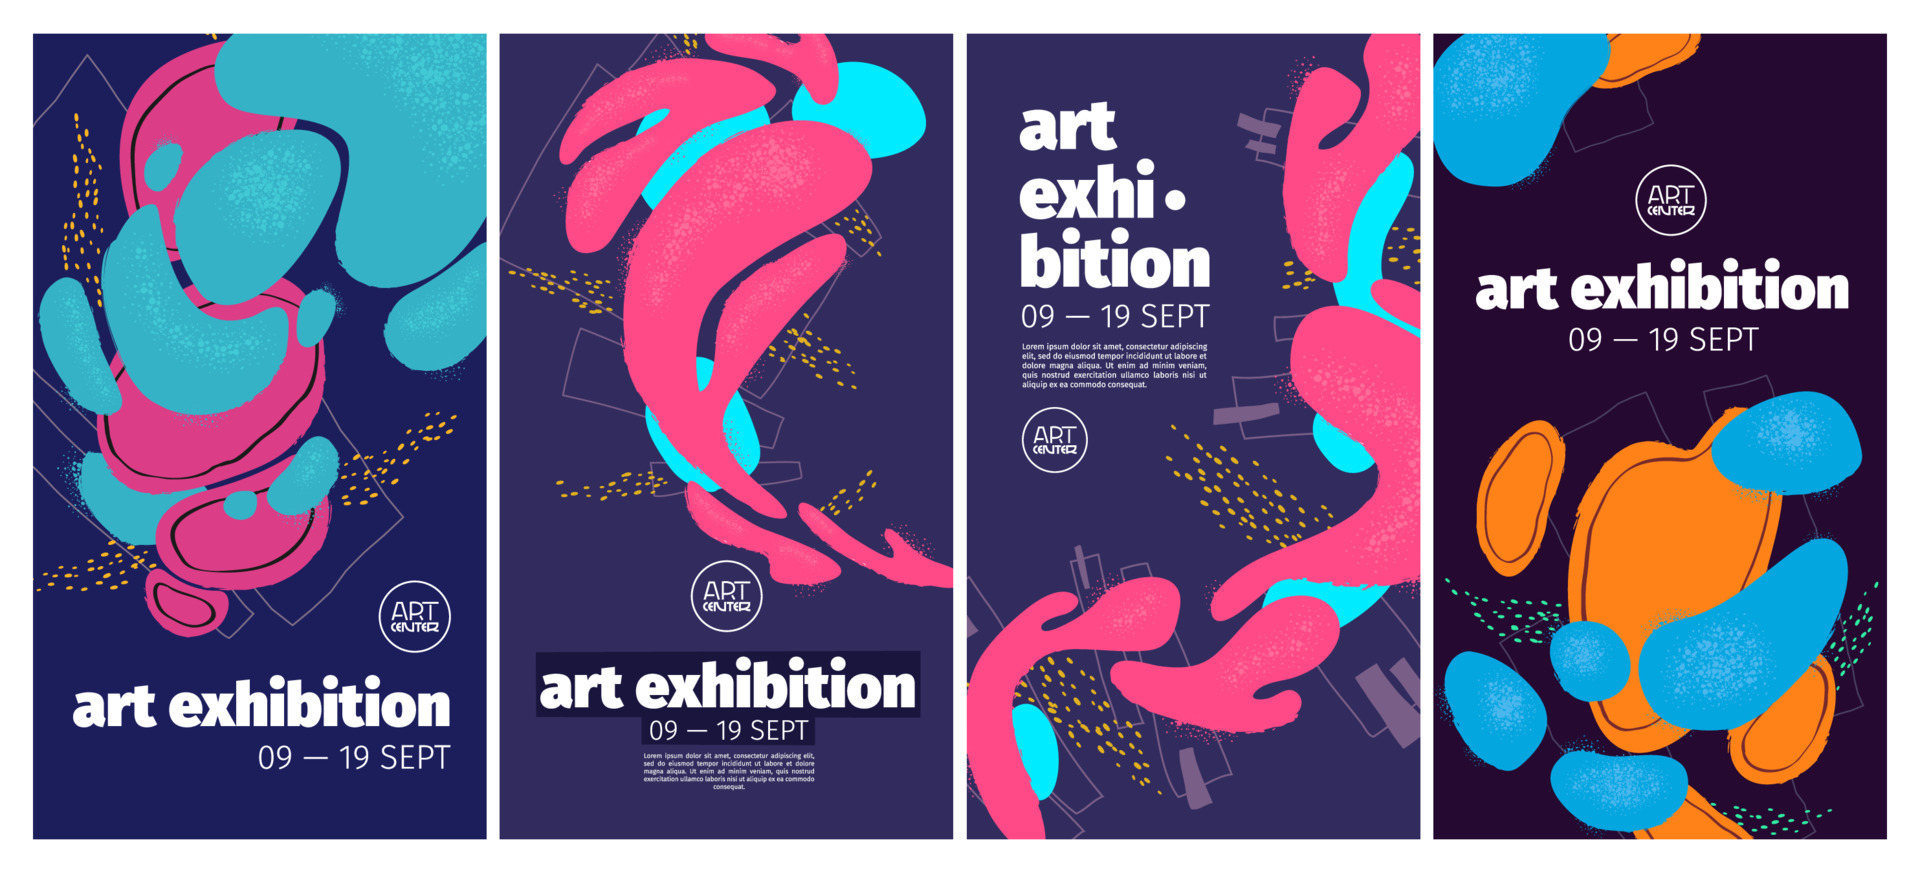 ART
CENTER
art exhibition
09 — 19 SEPT
ART
CENTER
art exhibition
09 — 19 SEPT
Lorem ipsum dolor sit amet, consectetur adipiscing elit,
sed do eiusmod tempor incididunt ut labore et dolore
magna aliqua. Ut enim ad minim veniam, quis nostrud
exercitation ullamco laboris nisi ut aliquip ex ea commodo
consequat.
art
exhi •
bition
09 — 19 SEPT
Lorem ipsum dolor sit amet, consectetur adipiscing
elit, sed do eiusmod tempor incididunt ut labore et
dolore magna aliqua. Ut enim ad minim veniam,
quis nostrud exercitation ullamco laboris nisi ut
aliquip ex ea commodo consequat.
ART
CENTER
ART
CENTER
art exhibition
09 — 19 SEPT